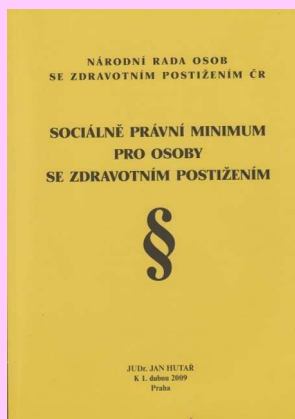 NÁRODNÍ RADA OSOB
SE ZDRAVOTNÍM POSTIŽENÍM ČR
SOCIÁLNĚ PRÁVNÍ MINIMUM
PRO OSOBY
SE ZDRAVOTNÍM POSTIŽENÍM
§
JUDr. JAN HUTAŘ
K 1. dubnu 2009
Praha